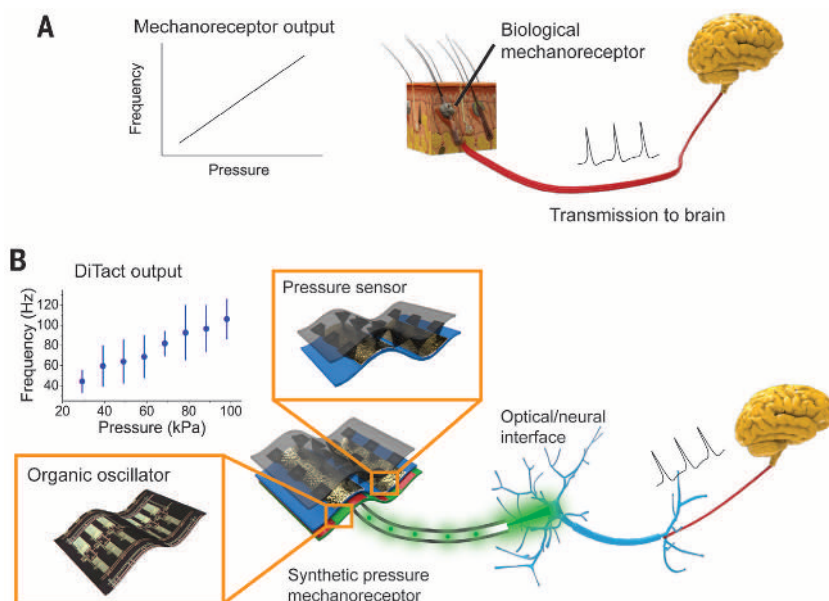 A
Mechanoreceptor output
Frequency
Pressure
Biological
mechanoreceptor
Transmission to brain
B
DiTact output
Frequency (Hz)
120
100
80
60
40
20
40
60
80
100
Pressure (kPa)
Pressure sensor
Organic oscillator
Optical/neural
interface
Synthetic pressure
mechanoreceptor